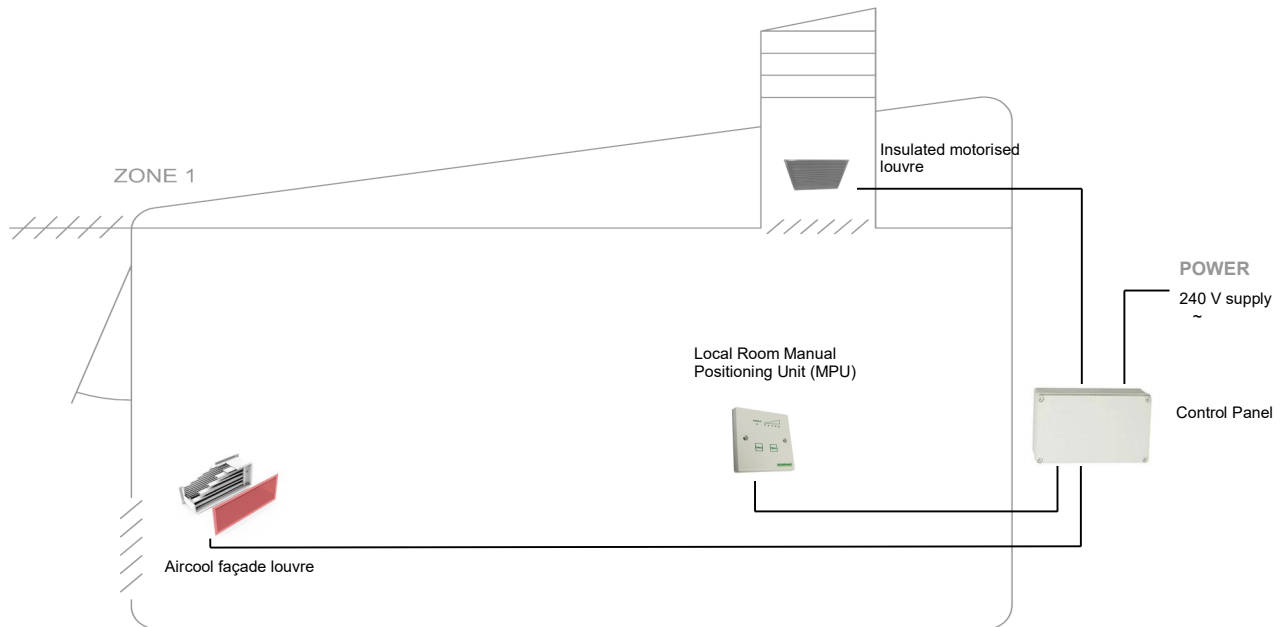 ZONE 1
Insulated motorised
louvre
POWER
240 V supply
~
Local Room Manual
Positioning Unit (MPU)
Control Panel
Aircool façade louvre